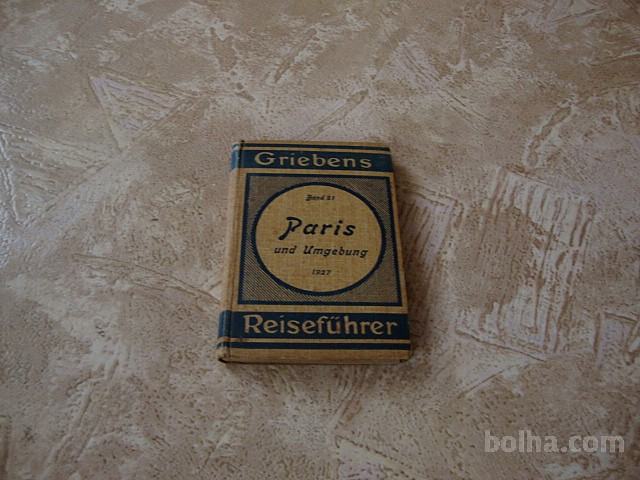 Griebens
Band 21
Paris
und Umgebung
1927
Reiseführer
bolha.com